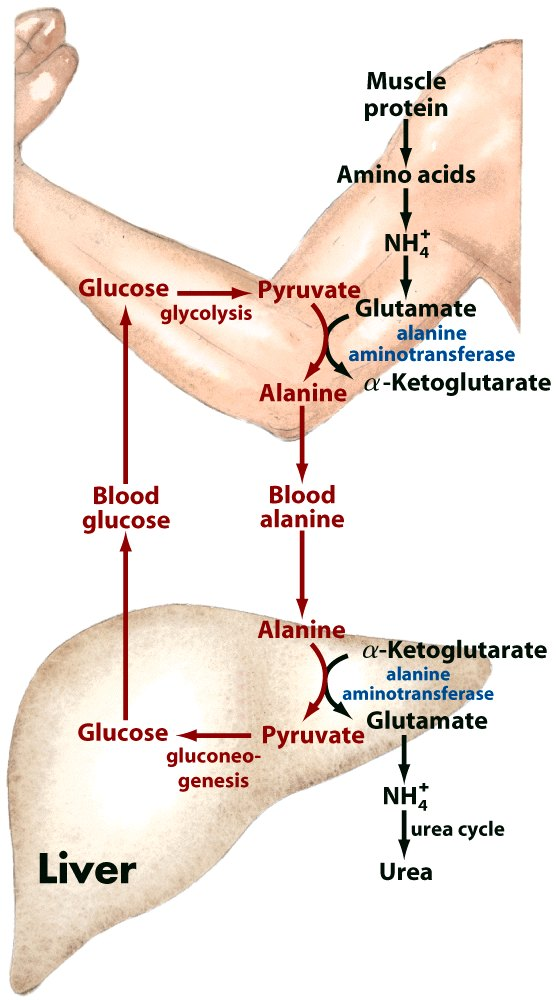 Muscle
protein
Amino acids
NH₄⁺
Glucose
glycolysis
Pyruvate
Glutamate
alanine
aminotransferase
α-Ketoglutarate
Alanine
Blood
glucose
Blood
alanine
Alanine
α-Ketoglutarate
alanine
aminotransferase
Glutamate
Glucose
gluconeo-
genesis
Pyruvate
NH₄⁺
urea cycle
Urea
Liver